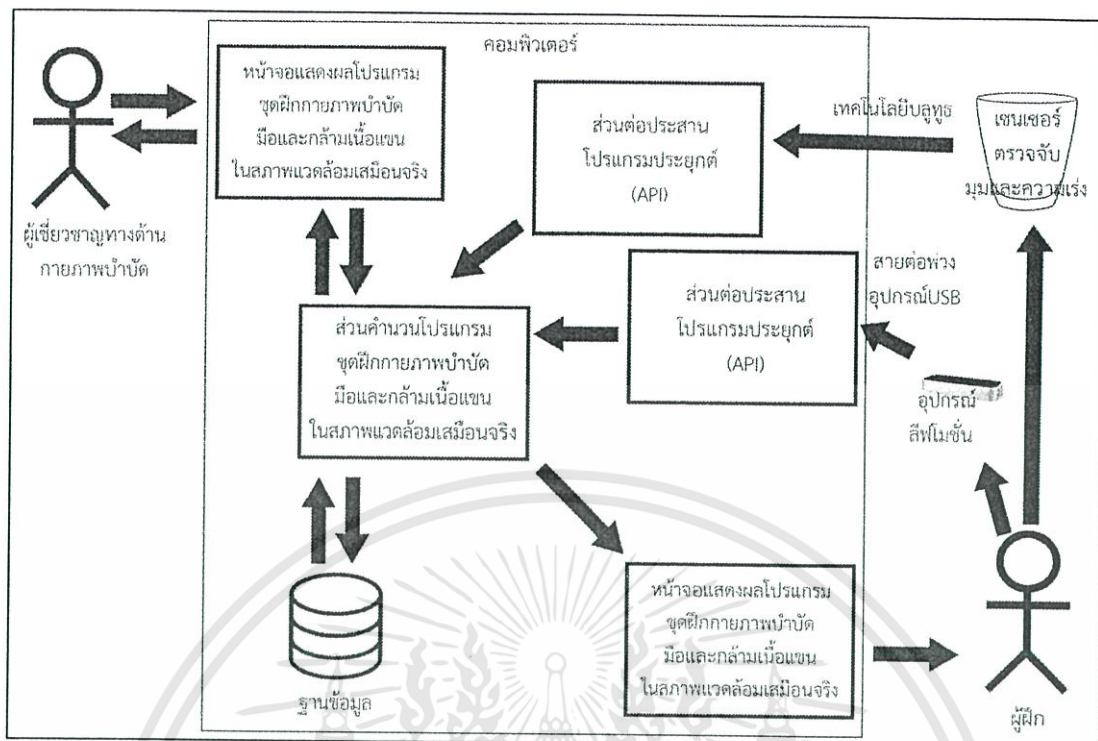 คอมพิวเตอร์
หน้าจอแสดงผลโปรแกรม
ชุดฝึกกายภาพบำบัด
มือและกล้ามเนื้อแขน
ในสภาพแวดล้อมเสมือนจริง
ผู้เชี่ยวชาญทางด้าน
กายภาพบำบัด
ส่วนต่อประสาน
โปรแกรมประยุกต์
(API)
เทคโนโลยีบลูทูธ
เซนเซอร์
ตรวจจับ
มุมและความเร่ง
ส่วนคำนวนโปรแกรม
ชุดฝึกกายภาพบำบัด
มือและกล้ามเนื้อแขน
ในสภาพแวดล้อมเสมือนจริง
ส่วนต่อประสาน
โปรแกรมประยุกต์
(API)
สายต่อพ่วง
อุปกรณ์USB
อุปกรณ์
ลีฟโมชั่น
ฐานข้อมูล
หน้าจอแสดงผลโปรแกรม
ชุดฝึกกายภาพบำบัด
มือและกล้ามเนื้อแขน
ในสภาพแวดล้อมเสมือนจริง
ผู้ฝึก